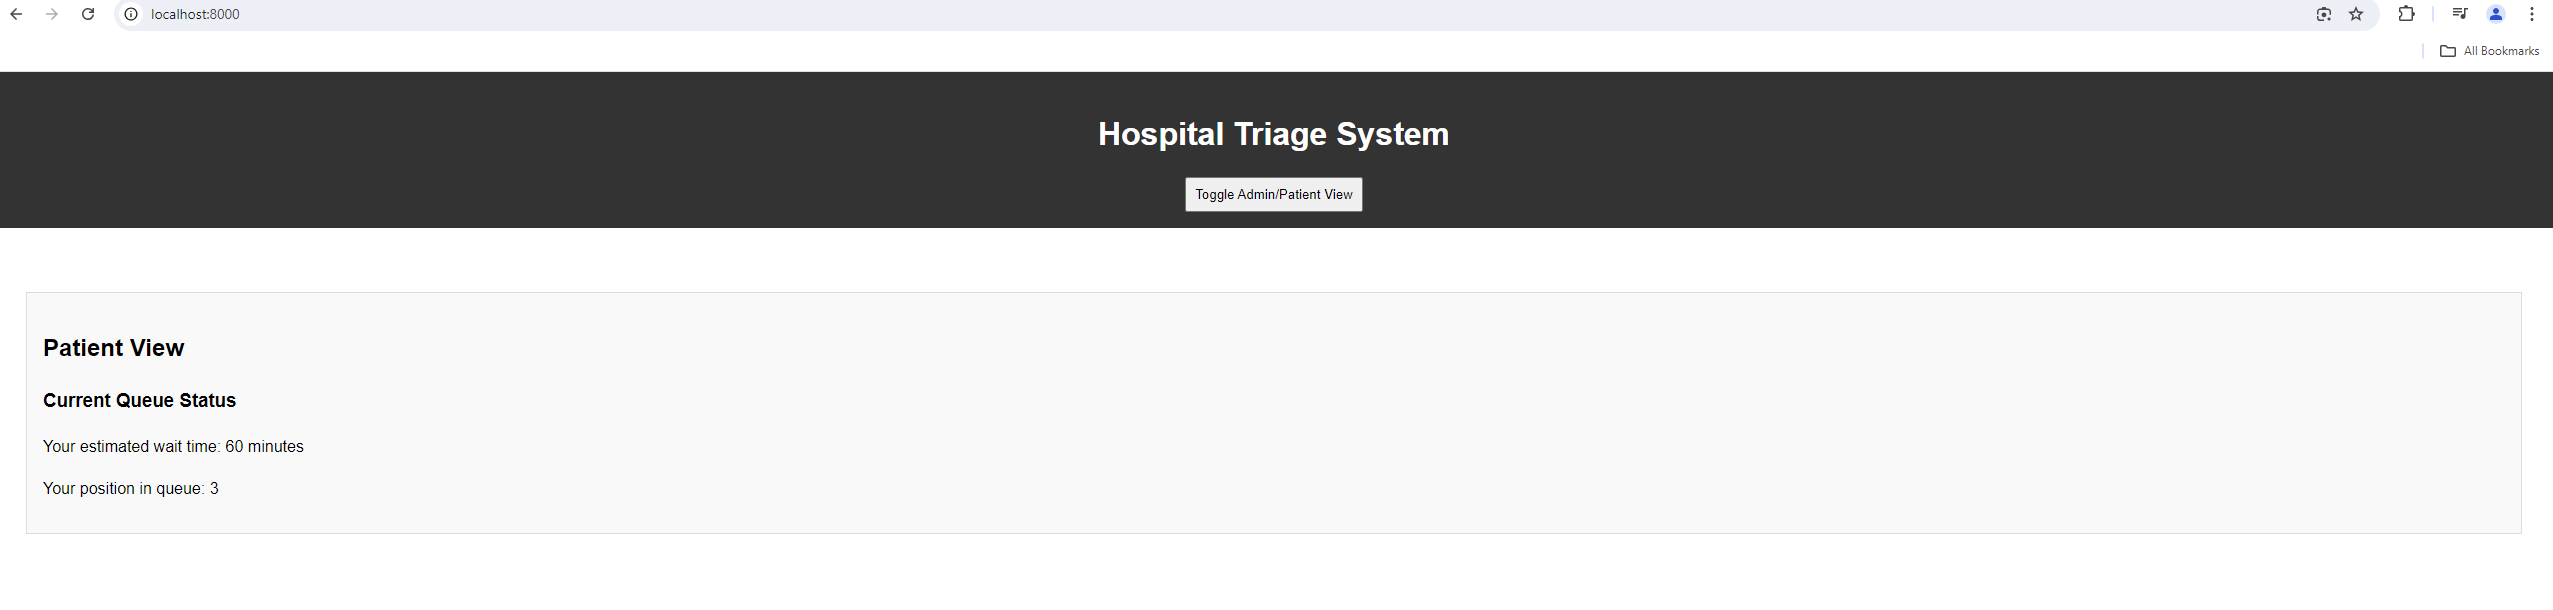 localhost:8000
All Bookmarks
Hospital Triage System
Toggle Admin/Patient View
Patient View
Current Queue Status
Your estimated wait time: 60 minutes
Your position in queue: 3